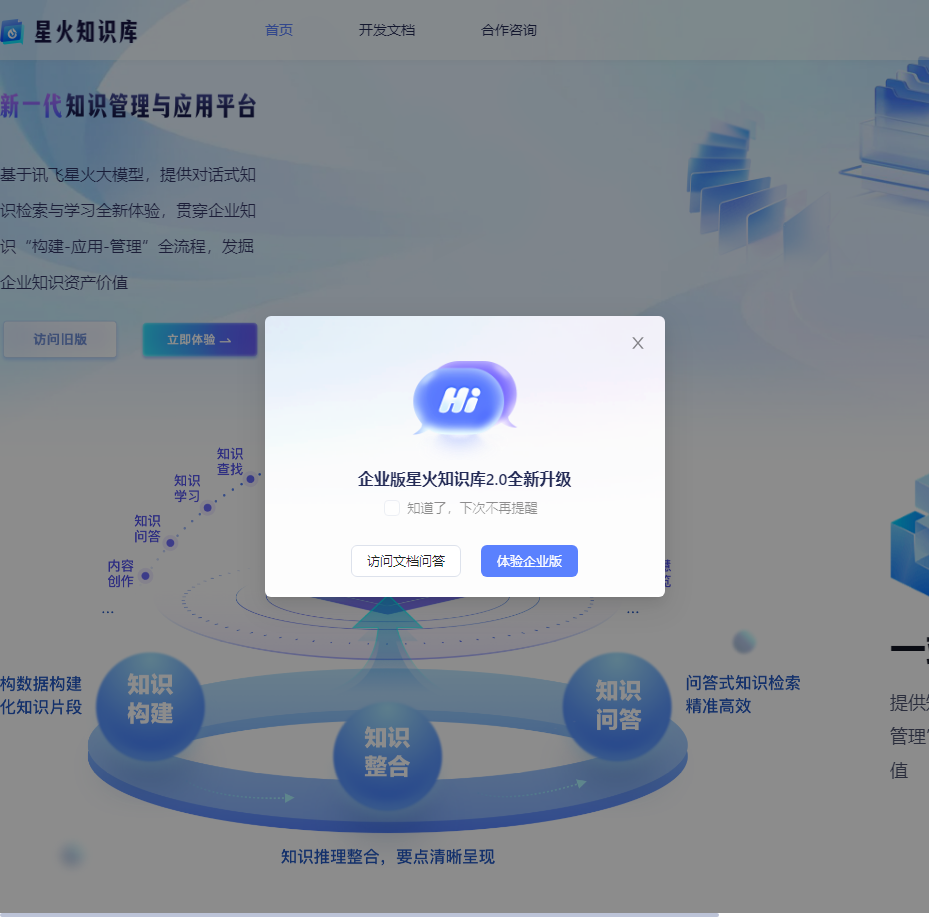 星火知识库
首页
开发文档
合作咨询
新一代知识管理与应用平台
基于讯飞星火大模型，提供对话式知
识检索与学习全新体验，贯穿企业知
识“构建-应用-管理”全流程，发掘
企业知识资产价值
访问旧版
立即体验
Hi
企业版星火知识库2.0全新升级
知道了，下次不再提醒
访问文档问答
体验企业版
知识
查找
知识
学习
知识
问答
内容
创作
...
...
构数据构建
化知识片段
知识
构建
知识
整合
知识
问答
问答式知识检索
精准高效
知识推理整合，要点清晰呈现
一
提供
管理
值